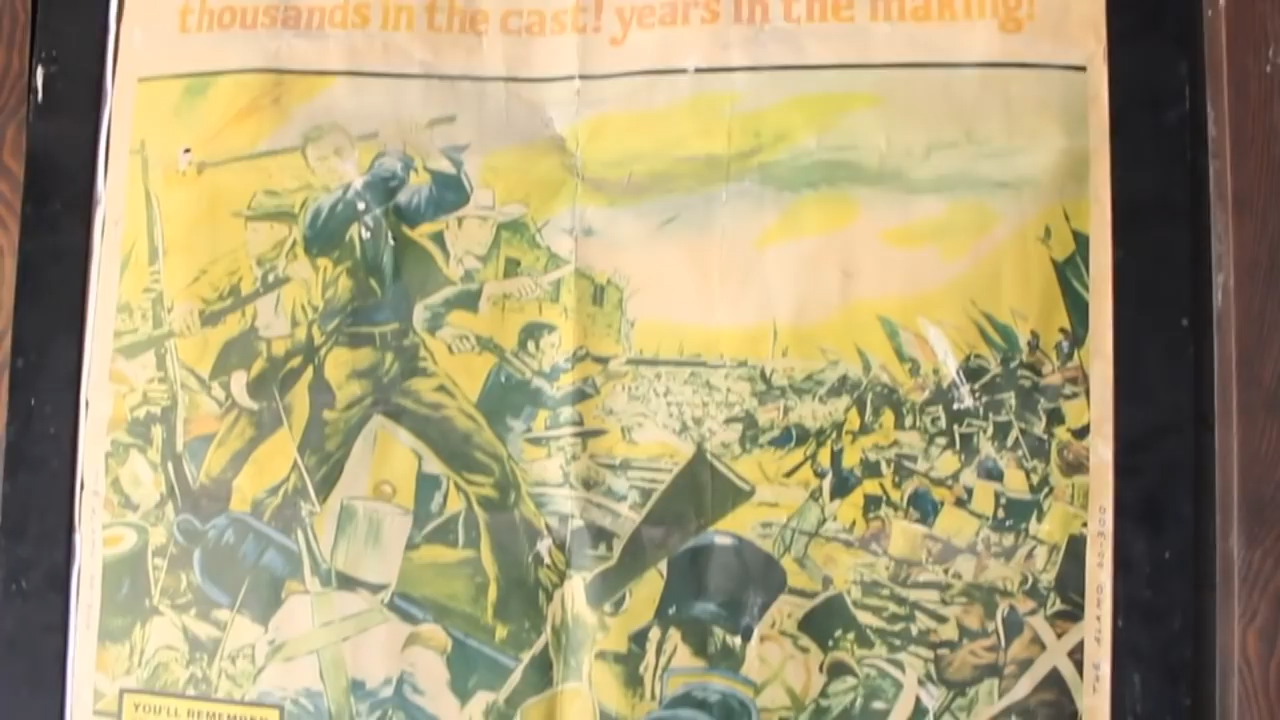 thousands in the cast! years in the making!
THE ALAMO 60-300
YOU'LL REMEMBER